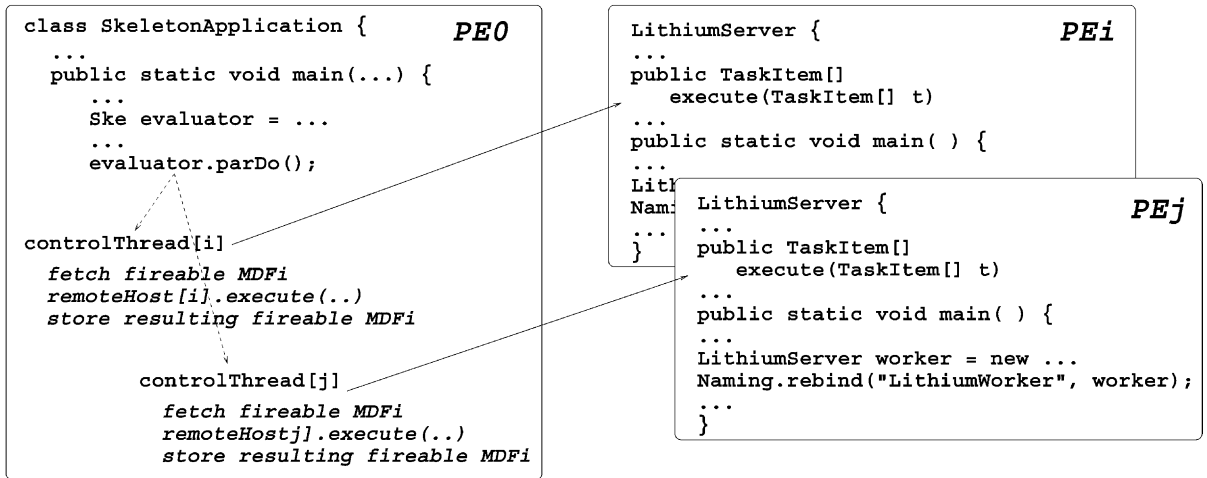 class SkeletonApplication {
PE0
...
public static void main(...) {
...
Ske evaluator = ...
...
evaluator.parDo();
controlThread[i]
fetch fireable MDFi
remoteHost[i].execute(..)
store resulting fireable MDFi
controlThread[j]
fetch fireable MDFi
remoteHostj].execute(..)
store resulting fireable MDFi
LithiumServer {
PEi
...
public TaskItem[]
execute(TaskItem[] t)
...
public static void main( ) {
...
Lith
Nami
...
}
LithiumServer {
PEj
...
public TaskItem[]
execute(TaskItem[] t)
...
public static void main( ) {
...
LithiumServer worker = new ...
Naming.rebind("LithiumWorker", worker);
...
}